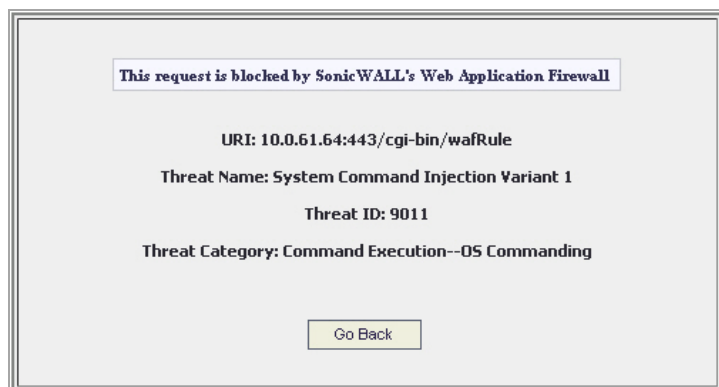 This request is blocked by SonicWALL's Web Application Firewall
URI: 10.0.61.64:443/cgi-bin/wafRule
Threat Name: System Command Injection Variant 1
Threat ID: 9011
Threat Category: Command Execution--OS Commanding
Go Back